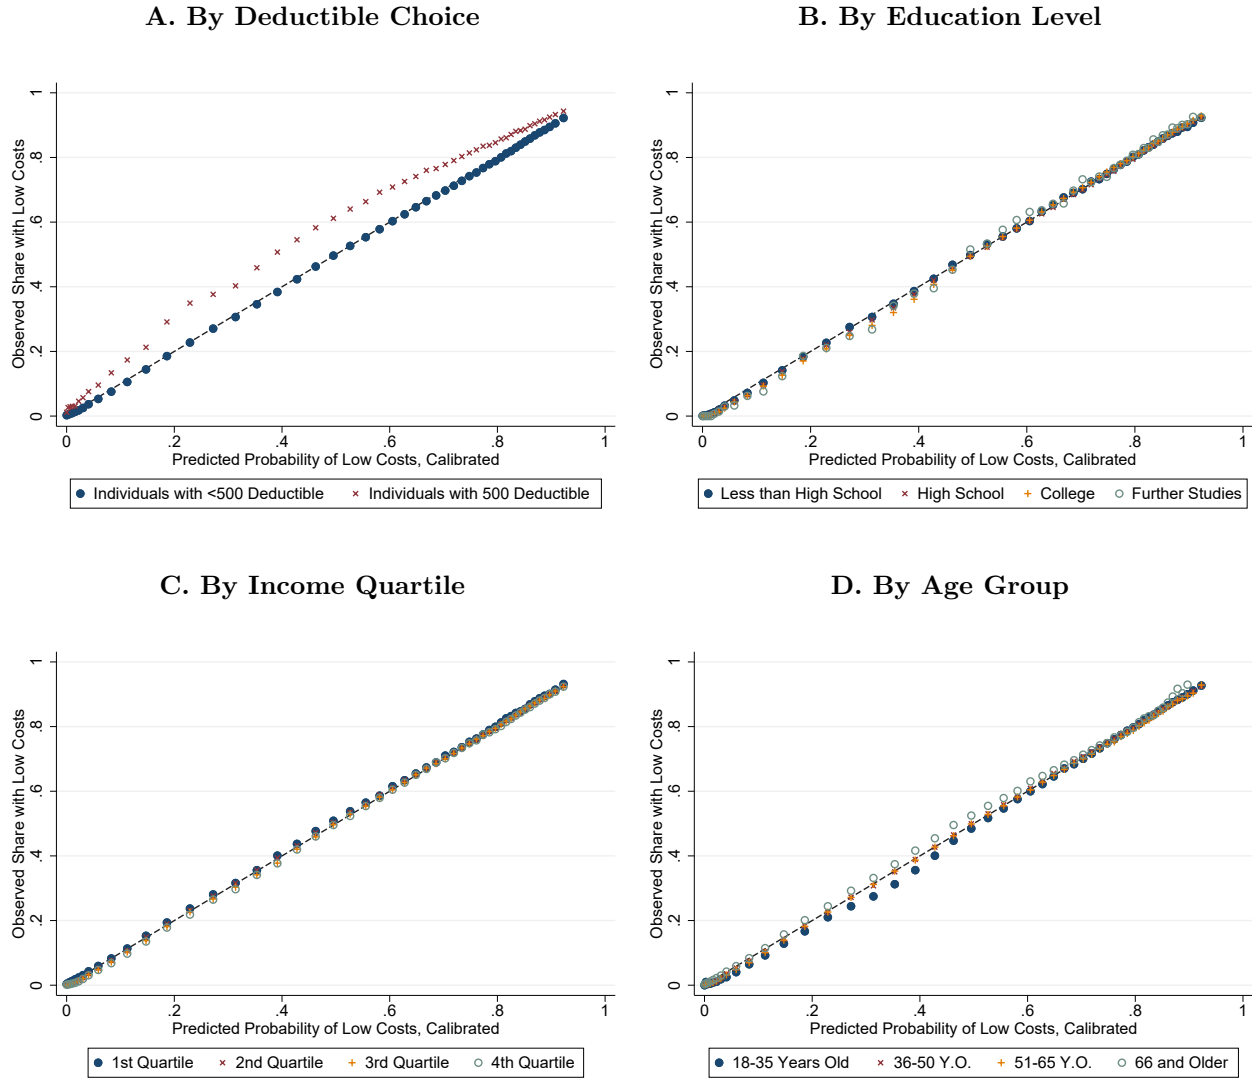 A. By Deductible Choice
Observed Share with Low Costs
1
.8
.6
.4
.2
0
0 .2 .4 .6 .8 1
Predicted Probability of Low Costs, Calibrated
Individuals with <500 Deductible Individuals with 500 Deductible
B. By Education Level
Observed Share with Low Costs
1
.8
.6
.4
.2
0
0 .2 .4 .6 .8 1
Predicted Probability of Low Costs, Calibrated
Less than High School High School College Further Studies
C. By Income Quartile
Observed Share with Low Costs
1
.8
.6
.4
.2
0
0 .2 .4 .6 .8 1
Predicted Probability of Low Costs, Calibrated
1st Quartile 2nd Quartile 3rd Quartile 4th Quartile
D. By Age Group
Observed Share with Low Costs
1
.8
.6
.4
.2
0
0 .2 .4 .6 .8 1
Predicted Probability of Low Costs, Calibrated
18-35 Years Old 36-50 Y.O. 51-65 Y.O. 66 and Older